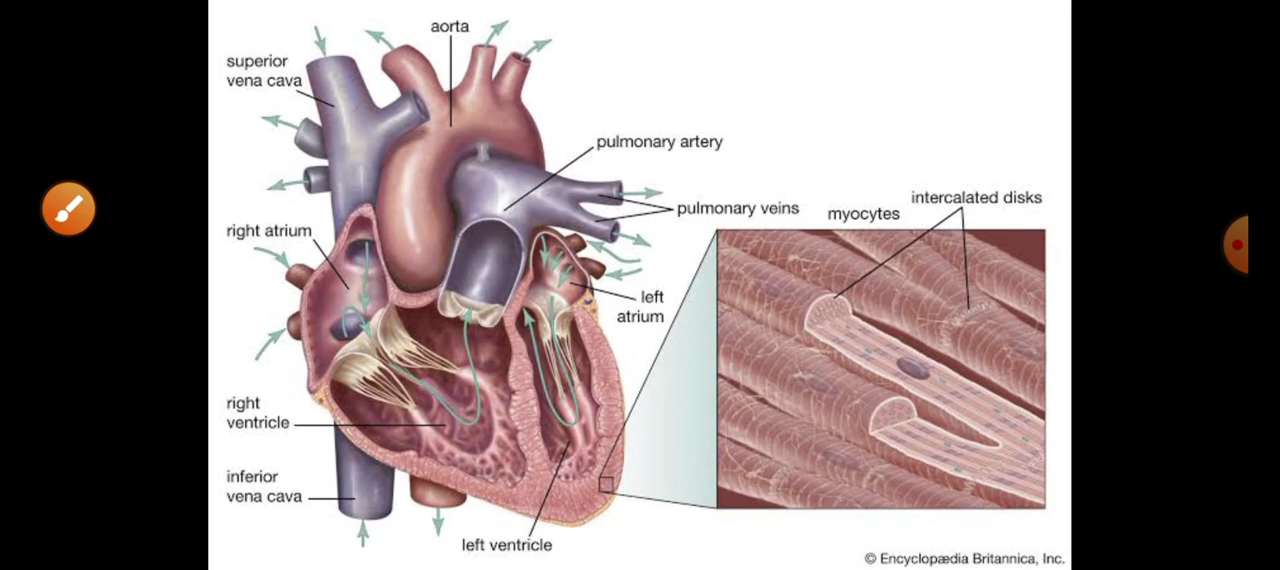 aorta
superior
vena cava
pulmonary artery
intercalated disks
pulmonary veins
myocytes
right atrium
left
atrium
right
ventricle
inferior
vena cava
left ventricle
© Encyclopædia Britannica, Inc.